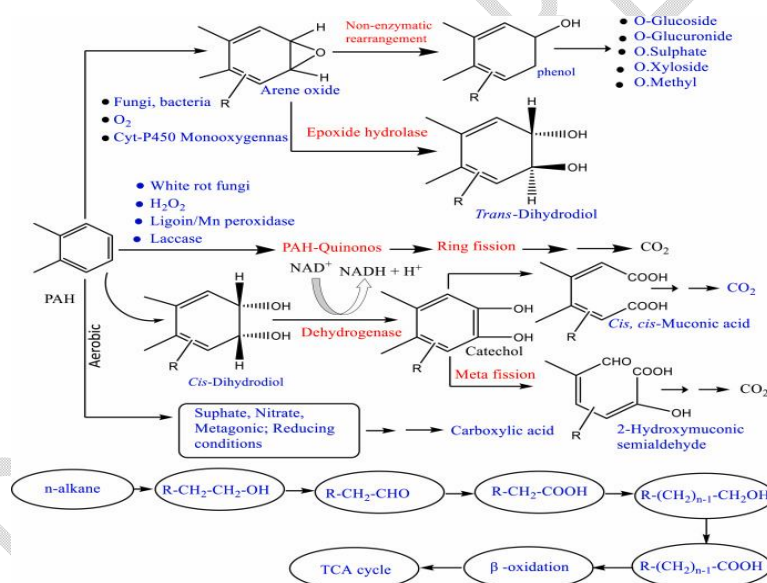 H
O
H
R
Arene oxide
Non-enzymatic
rearrangement
OH
phenol
• O-Glucoside
• O-Glucuronide
• O.Sulphate
• O.Xyloside
• O.Methyl
• Fungi, bacteria
• O2
• Cyt-P450 Monooxygennas
Epoxide hydrolase
H
OH
OH
H
R
Trans-Dihydrodiol
• White rot fungi
• H2O2
• Ligoin/Mn peroxidase
• Laccase
PAH
PAH-Quinonos
Ring fission
CO2
NAD+
NADH + H+
Dehydrogenase
H
OH
OH
H
R
Cis-Dihydrodiol
OH
OH
R
Catechol
COOH
COOH
R
Cis, cis-Muconic acid
CO2
Meta fission
CHO
COOH
OH
R
2-Hydroxymuconic
semialdehyde
CO2
Aerobic
Suphate, Nitrate,
Metagonic; Reducing
conditions
Carboxylic acid
n-alkane
R-CH2-CH2-OH
R-CH2-CHO
R-CH2-COOH
R-(CH2)n-1-CH2OH
TCA cycle
β -oxidation
R-(CH2)n-1-COOH